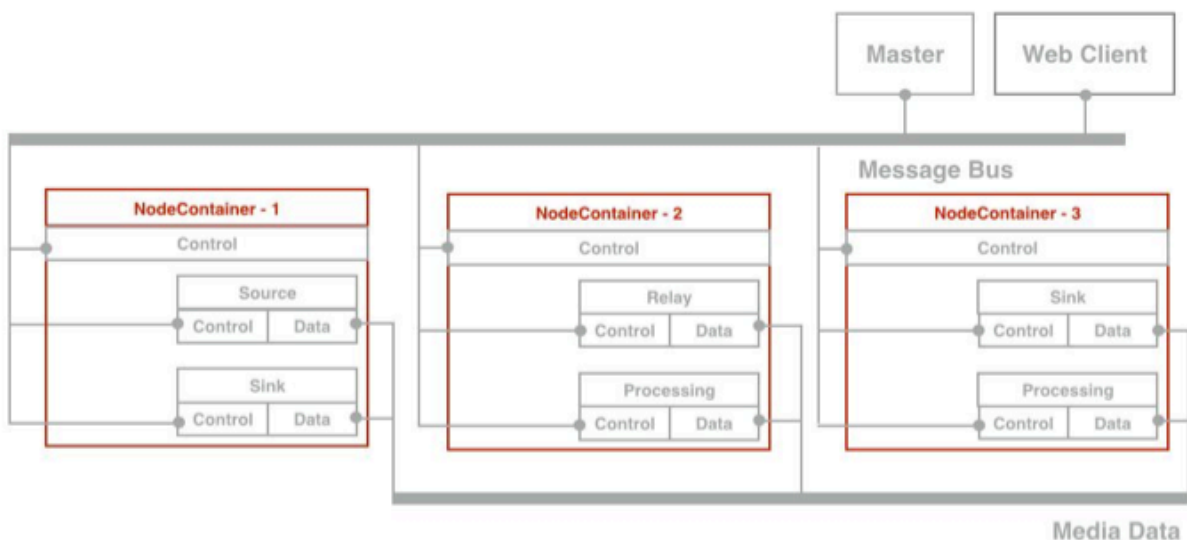 Master
Web Client
Message Bus
NodeContainer - 1
Control
Source
Control Data
Sink
Control Data
NodeContainer - 2
Control
Relay
Control Data
Processing
Control Data
NodeContainer - 3
Control
Sink
Control Data
Processing
Control Data
Media Data